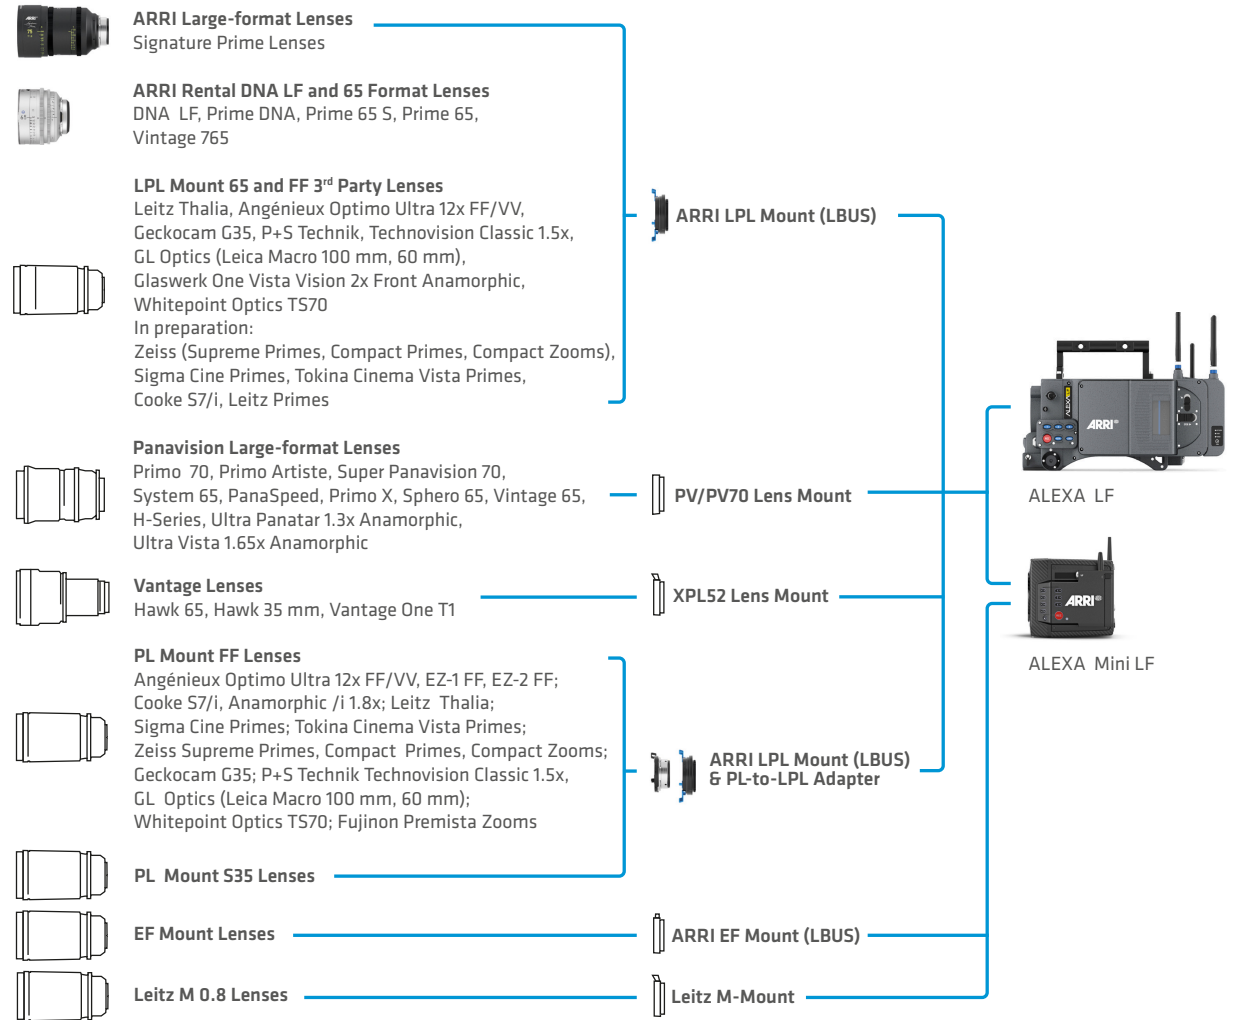 ARRI Large-format Lenses
Signature Prime Lenses
ARRI Rental DNA LF and 65 Format Lenses
DNA LF, Prime DNA, Prime 65 S, Prime 65,
Vintage 765
LPL Mount 65 and FF 3rd Party Lenses
Leitz Thalia, Angénieux Optimo Ultra 12x FF/VV,
Geckocam G35, P+S Technik, Technovision Classic 1.5x,
GL Optics (Leica Macro 100 mm, 60 mm),
Glaswerk One Vista Vision 2x Front Anamorphic,
Whitepoint Optics TS70
In preparation:
Zeiss (Supreme Primes, Compact Primes, Compact Zooms),
Sigma Cine Primes, Tokina Cinema Vista Primes,
Cooke S7/i, Leitz Primes
ARRI LPL Mount (LBUS)
Panavision Large-format Lenses
Primo 70, Primo Artiste, Super Panavision 70,
System 65, PanaSpeed, Primo X, Sphero 65, Vintage 65,
H-Series, Ultra Panatar 1.3x Anamorphic,
Ultra Vista 1.65x Anamorphic
PV/PV70 Lens Mount
ALEXA LF
ARRI
ALEXA LF
Vantage Lenses
Hawk 65, Hawk 35 mm, Vantage One T1
XPL52 Lens Mount
ARRI
ALEXA Mini LF
PL Mount FF Lenses
Angénieux Optimo Ultra 12x FF/VV, EZ-1 FF, EZ-2 FF;
Cooke S7/i, Anamorphic /i 1.8x; Leitz Thalia;
Sigma Cine Primes; Tokina Cinema Vista Primes;
Zeiss Supreme Primes, Compact Primes, Compact Zooms;
Geckocam G35; P+S Technik Technovision Classic 1.5x,
GL Optics (Leica Macro 100 mm, 60 mm);
Whitepoint Optics TS70; Fujinon Premista Zooms
ARRI LPL Mount (LBUS)
& PL-to-LPL Adapter
PL Mount S35 Lenses
EF Mount Lenses
ARRI EF Mount (LBUS)
Leitz M 0.8 Lenses
Leitz M-Mount